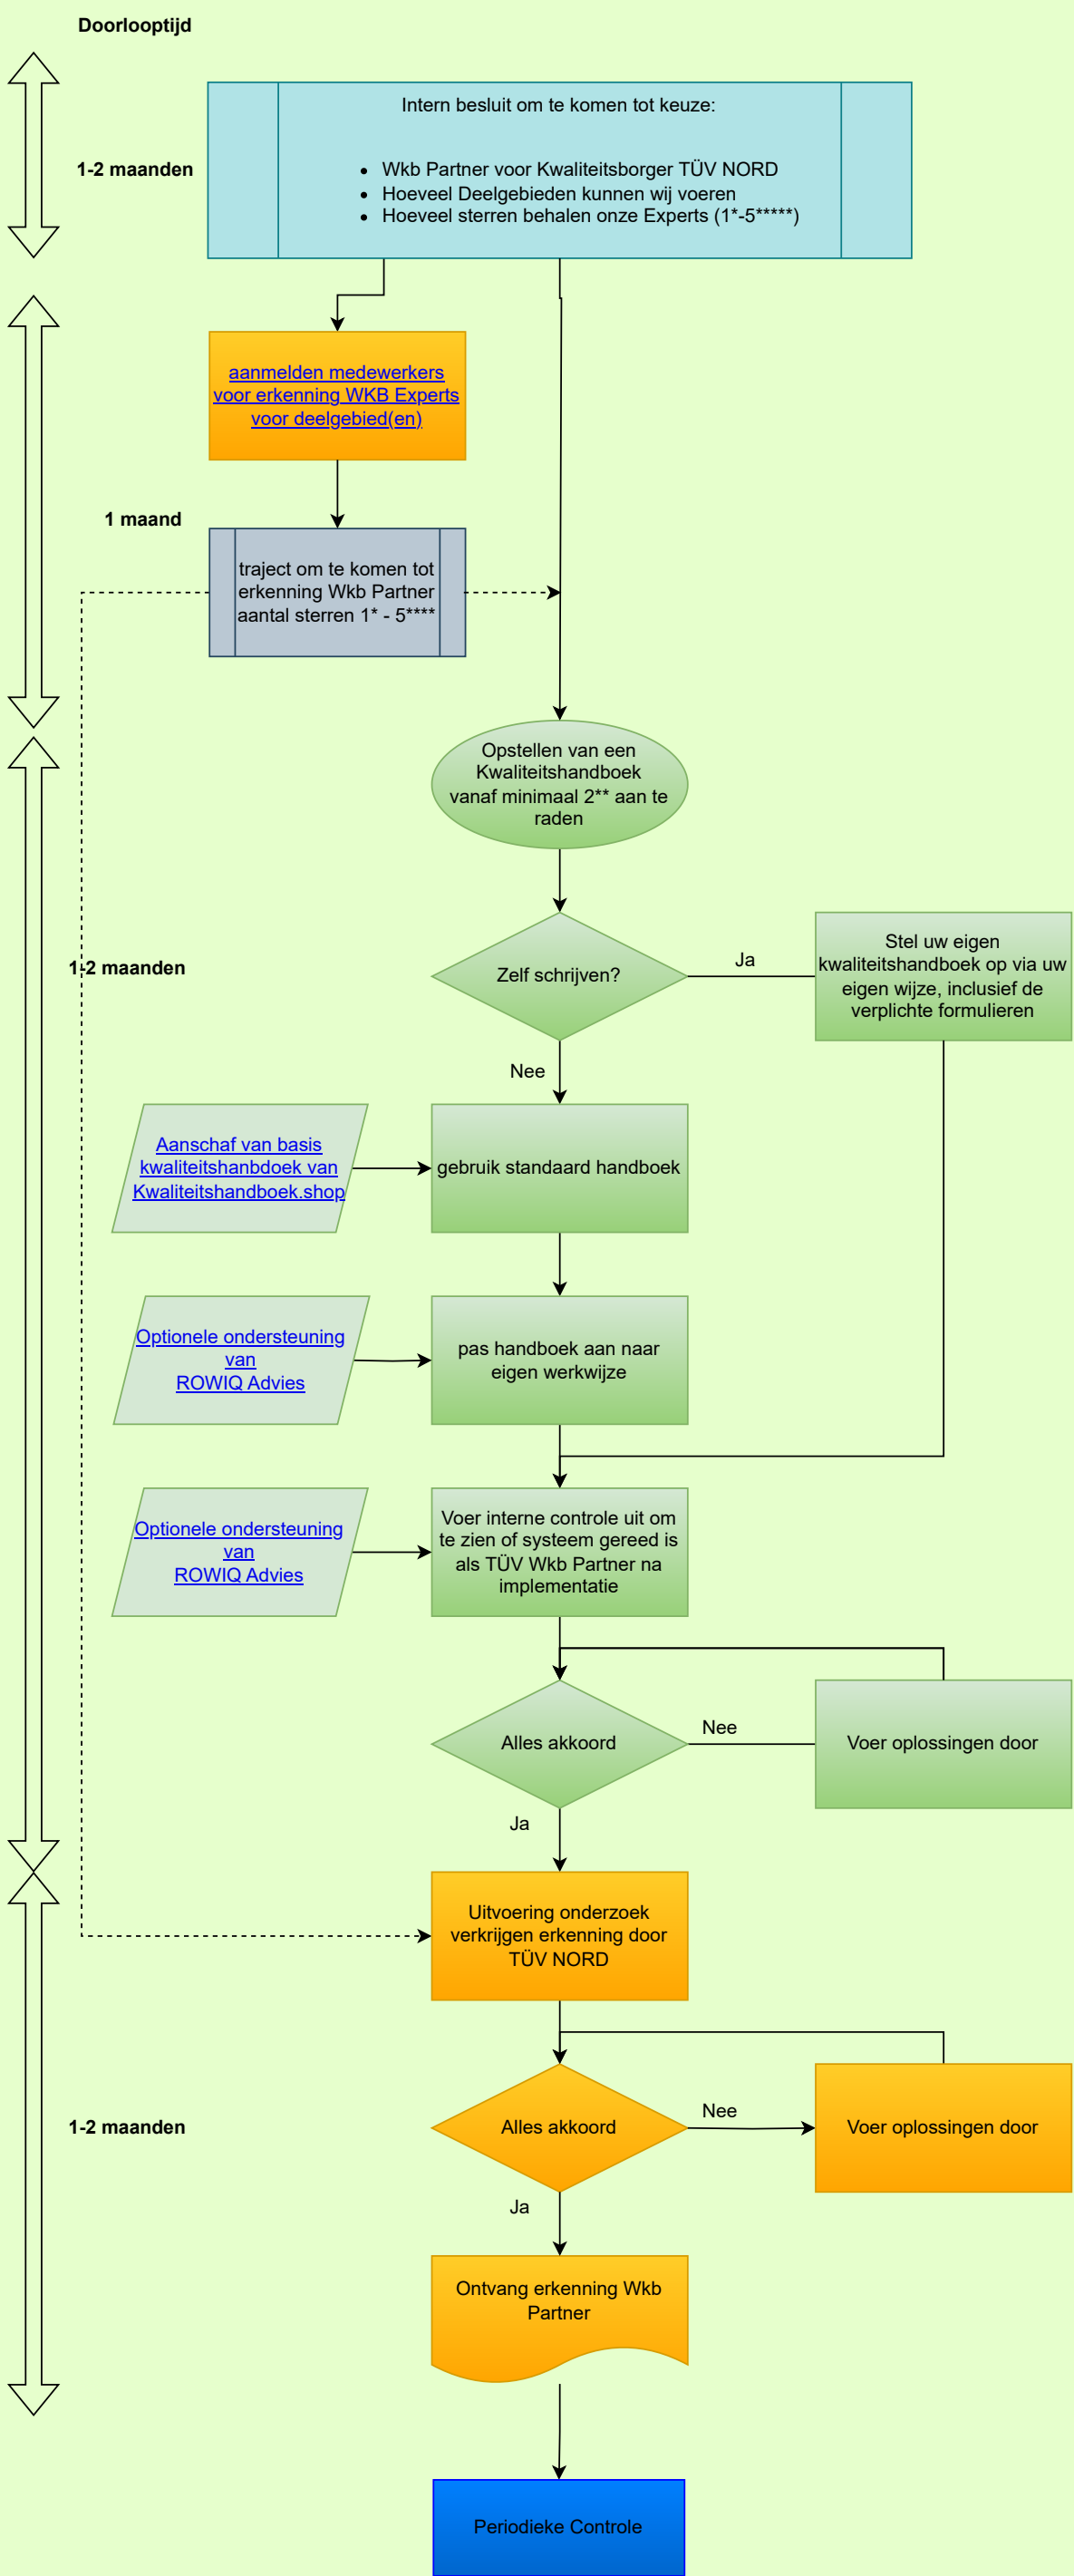 Doorlooptijd
Intern besluit om te komen tot keuze:
1-2 maanden
• Wkb Partner voor Kwaliteitsborger TÜV NORD
• Hoeveel Deelgebieden kunnen wij voeren
• Hoeveel sterren behalen onze Experts (1*-5*****)
aanmelden medewerkers
voor erkenning WKB Experts
voor deelgebied(en)
1 maand
traject om te komen tot
erkenning Wkb Partner
aantal sterren 1* - 5****
Opstellen van een
Kwaliteitshandboek
vanaf minimaal 2** aan te
raden
1-2 maanden
Zelf schrijven?
Ja
Stel uw eigen
kwaliteitshandboek op via uw
eigen wijze, inclusief de
verplichte formulieren
Nee
Aanschaf van basis
kwaliteitshanbdoek van
Kwaliteitshandboek.shop
gebruik standaard handboek
Optionele ondersteuning
van
ROWIQ Advies
pas handboek aan naar
eigen werkwijze
Optionele ondersteuning
van
ROWIQ Advies
Voer interne controle uit om
te zien of systeem gereed is
als TÜV Wkb Partner na
implementatie
Alles akkoord
Nee
Voer oplossingen door
Ja
Uitvoering onderzoek
verkrijgen erkenning door
TÜV NORD
1-2 maanden
Alles akkoord
Nee
Voer oplossingen door
Ja
Ontvang erkenning Wkb
Partner
Periodieke Controle